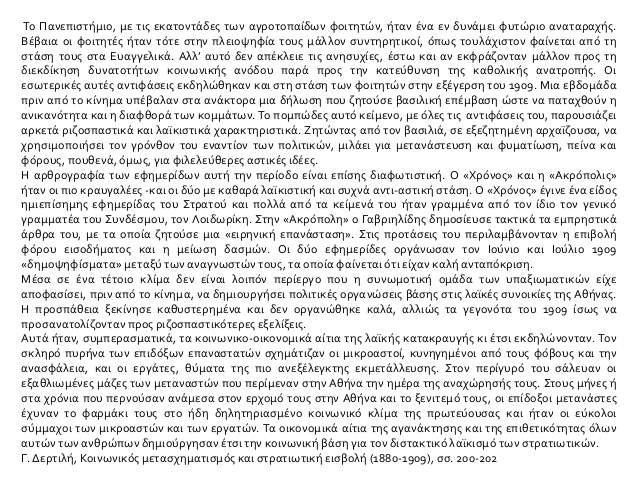 Το Πανεπιστήμιο, με τις εκατοντάδες των αγροτοπαίδων φοιτητών, ήταν ένα εν δυνάμει φυτώριο αναταραχής.
Βέβαια οι φοιτητές ήταν τότε στην πλειοψηφία τους μάλλον συντηρητικοί, όπως τουλάχιστον φαίνεται από τη
στάση τους στα Ευαγγελικά. Αλλ' αυτό δεν απέκλειε τις ανησυχίες, έστω και αν εκφράζονταν μάλλον προς τη
διεκδίκηση δυνατοτήτων κοινωνικής ανόδου παρά προς την κατεύθυνση της καθολικής ανατροπής. Οι
εσωτερικές αυτές αντιφάσεις εκδηλώθηκαν και στη στάση των φοιτητών στην εξέγερση του 1909. Μια εβδομάδα
πριν από το κίνημα υπέβαλαν στα ανάκτορα μια δήλωση που ζητούσε βασιλική επέμβαση ώστε να παταχθούν η
ανικανότητα και η διαφθορά των κομμάτων. Το πομπώδες αυτό κείμενο, με όλες τις αντιφάσεις του, παρουσιάζει
αρκετά ριζοσπαστικά και λαϊκιστικά χαρακτηριστικά. Ζητώντας από τον βασιλιά, σε εξεζητημένη αρχαΐζουσα, να
χρησιμοποιήσει τον γρόνθον του εναντίον των πολιτικών, μιλάει για μετανάστευση και φυματίωση, πείνα και
φόρους, πουθενά, όμως, για φιλελεύθερες αστικές ιδέες.
Η αρθρογραφία των εφημερίδων αυτή την περίοδο είναι επίσης διαφωτιστική. Ο «Χρόνος» και η «Ακρόπολις»
ήταν οι πιο κραυγαλέες -και οι δύο με καθαρά λαϊκιστική και συχνά αντι-αστική στάση. Ο «Χρόνος» έγινε ένα είδος
ημιεπίσημης εφημερίδας του Στρατού και πολλά από τα κείμενά του ήταν γραμμένα από τον ίδιο τον γενικό
γραμματέα του Συνδέσμου, τον Λοιδωρίκη. Στην «Ακρόπολη» ο Γαβριηλίδης δημοσίευσε τακτικά τα εμπρηστικά
άρθρα του, με τα οποία ζητούσε μια «ειρηνική επανάσταση». Στις προτάσεις του περιλαμβάνονταν η επιβολή
φόρου εισοδήματος και η μείωση δασμών. Οι δύο εφημερίδες οργάνωσαν τον Ιούνιο και Ιούλιο 1909
«δημοψηφίσματα» μεταξύ των αναγνωστών τους, τα οποία φαίνεται ότι είχαν καλή ανταπόκριση.
Μέσα σε ένα τέτοιο κλίμα δεν είναι λοιπόν περίεργο που η συνωμοτική ομάδα των υπαξιωματικών είχε
αποφασίσει, πριν από το κίνημα, να δημιουργήσει πολιτικές οργανώσεις βάσης στις λαϊκές συνοικίες της Αθήνας.
Η προσπάθεια ξεκίνησε καθυστερημένα και δεν οργανώθηκε καλά, αλλιώς τα γεγονότα του 1909 ίσως να
προσανατολίζονταν προς ριζοσπαστικότερες εξελίξεις.
Αυτά ήταν, συμπερασματικά, τα κοινωνικο-οικονομικά αίτια της λαϊκής κατακραυγής κι έτσι εκδηλώνονταν. Τον
σκληρό πυρήνα των επιδόξων επαναστατών σχημάτιζαν οι μικροαστοί, κυνηγημένοι από τους φόβους και την
ανασφάλεια, και οι εργάτες, θύματα της πιο ανεξέλεγκτης εκμετάλλευσης. Στον περίγυρό του σάλευαν οι
εξαθλιωμένες μάζες των μεταναστών που περίμεναν στην Αθήνα την ημέρα της αναχώρησής τους. Στους μήνες ή
στα χρόνια που περνούσαν ανάμεσα στον ερχομό τους στην Αθήνα και το ξενιτεμό τους, οι επίδοξοι μετανάστες
έχυναν το φαρμάκι τους στο ήδη δηλητηριασμένο κοινωνικό κλίμα της πρωτεύουσας και ήταν οι εύκολοι
σύμμαχοι των μικροαστών και των εργατών. Τα οικονομικά αίτια της αγανάκτησης και της επιθετικότητας όλων
αυτών των ανθρώπων δημιούργησαν έτσι την κοινωνική βάση για τον διστακτικό λαϊκισμό των στρατιωτικών.
Γ. Δερτιλή, Κοινωνικός μετασχηματισμός και στρατιωτική εισβολή (1880-1909), σσ. 200-202